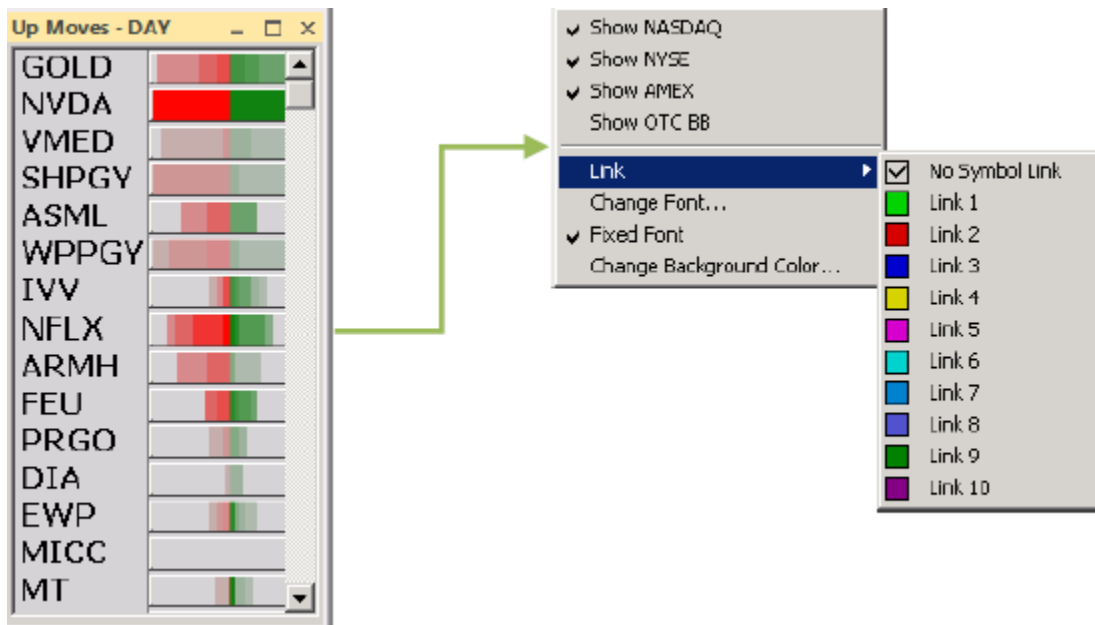 Up Moves - DAY
GOLD
NVDA
VMED
SHPGY
ASML
WPPGY
IVV
NFLX
ARMH
FEU
PRGO
DIA
EWP
MICC
MT
Show NASDAQ
Show NYSE
Show AMEX
Show OTC BB
Link
Change Font...
Fixed Font
Change Background Color...
No Symbol Link
Link 1
Link 2
Link 3
Link 4
Link 5
Link 6
Link 7
Link 8
Link 9
Link 10